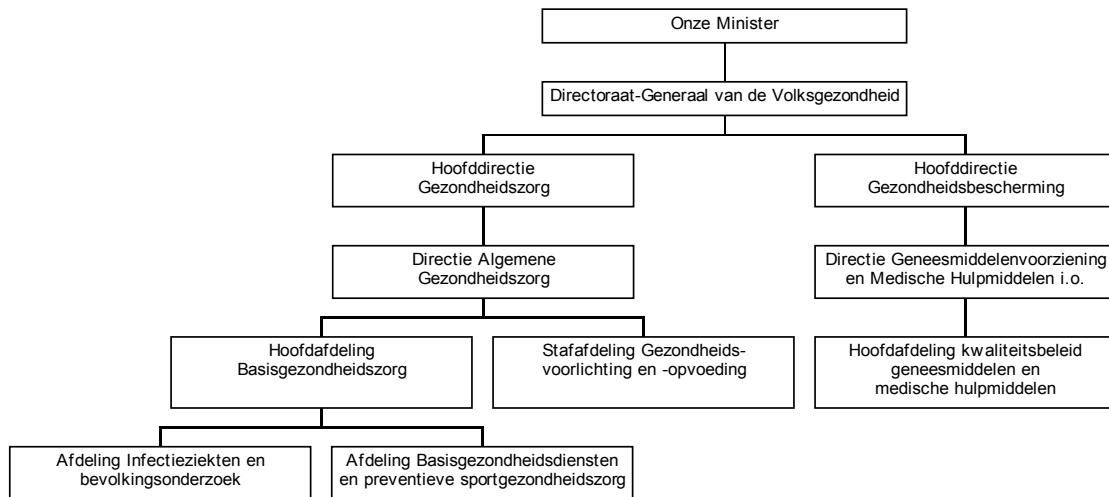 Onze Minister
Directoraat-Generaal van de Volksgezondheid
Hoofddirectie
Gezondheidszorg
Hoofddirectie
Gezondheidsbescherming
Directie Algemene
Gezondheidszorg
Directie Geneesmiddelenvoorziening
en Medische Hulpmiddelen i.o.
Hoofdafdeling
Basisgezondheidszorg
Stafafdeling Gezondheids-
voorlichting en -opvoeding
Hoofdafdeling kwaliteitsbeleid
geneesmiddelen en
medische hulpmiddelen
Afdeling Infectieziekten en
bevolkingsonderzoek
Afdeling Basisgezondheidsdiensten
en preventieve sportgezondheidszorg